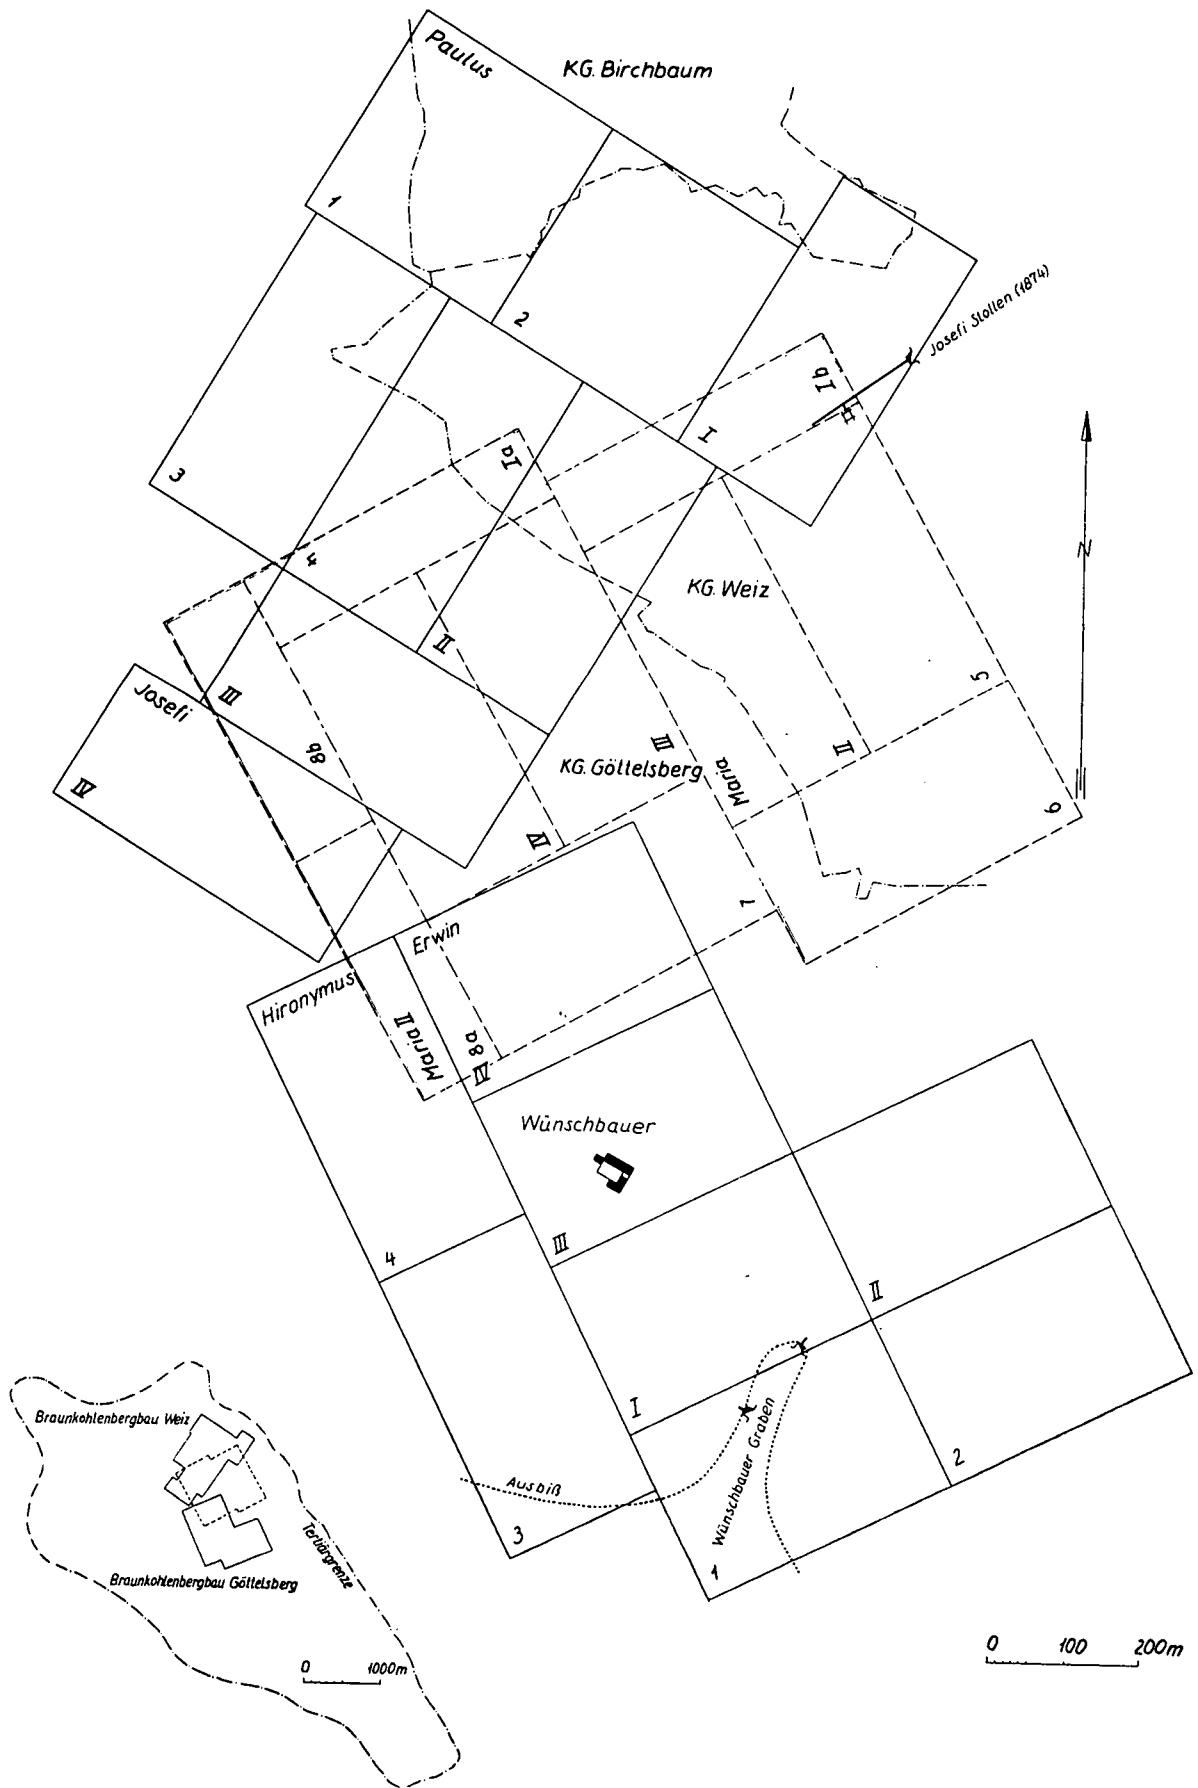 Paulus
KG. Birchbaum
1
2
Josefi Stollen (1874)
Ib
I
Ia
3
4
KG. Weiz
II
5
III
Josefi
8b
III
II
KG. Göttelsberg
Maria
IV
IV
6
7
Erwin
Hironymus
Maria II
8a
IV
Wünschbauer
4
III
II
I
Wünschbauer Graben
2
Ausbiß
3
1
Braunkohlenbergbau Weiz
Tertiärgrenze
Braunkohlenbergbau Göttelsberg
0 1000m
0 100 200m
N